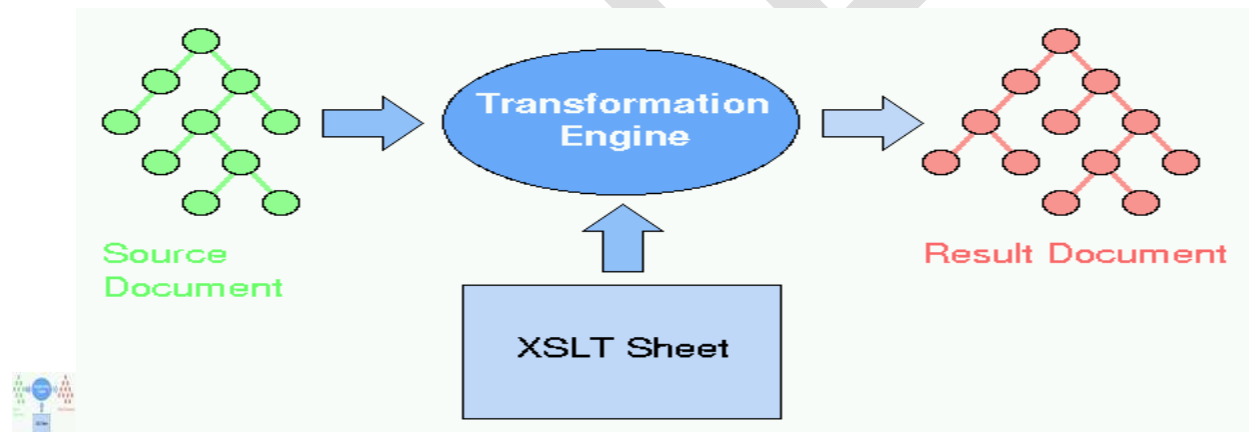 Transformation
Engine
Source
Document
Result Document
XSLT Sheet